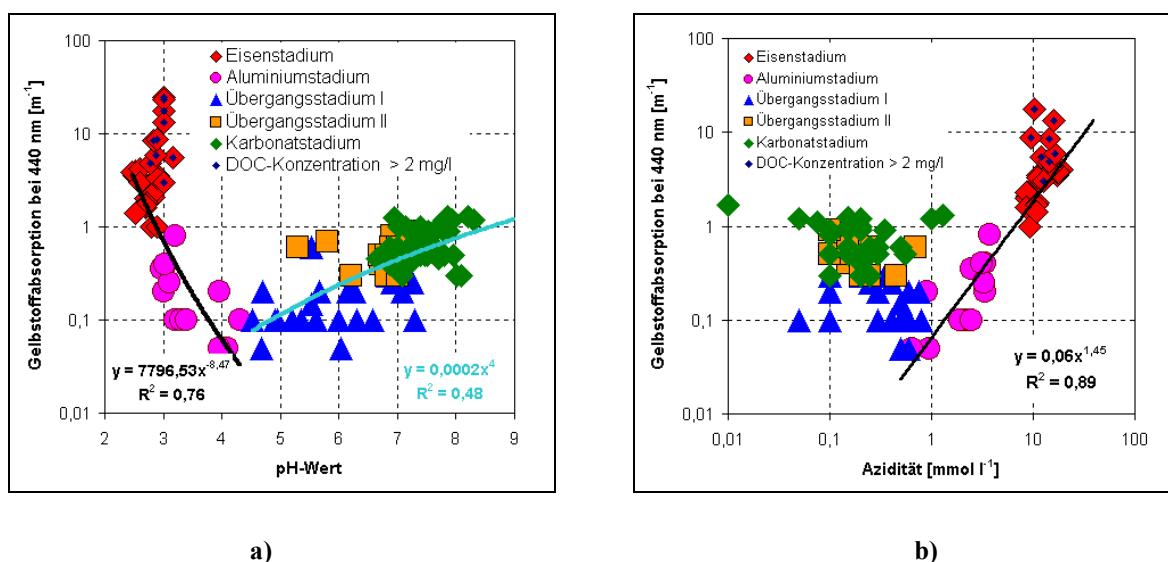 100
10
1
0,1
0,01
Gelbstoffabsorption bei 440 nm [m⁻¹]
Eisenstadium
Aluminiumstadium
Übergangsstadium I
Übergangsstadium II
Karbonatstadium
DOC-Konzentration > 2 mg/l
y = 7796,53x⁻⁸,⁴⁷
R² = 0,76
y = 0,0002x⁴
R² = 0,48
2 3 4 5 6 7 8 9
pH-Wert
a)
100
10
1
0,1
0,01
Gelbstoffabsorption bei 440 nm [m⁻¹]
Eisenstadium
Aluminiumstadium
Übergangsstadium I
Übergangsstadium II
Karbonatstadium
DOC-Konzentration > 2 mg/l
y = 0,06x¹,⁴⁵
R² = 0,89
0,01 0,1 1 10 100
Azidität [mmol l⁻¹]
b)